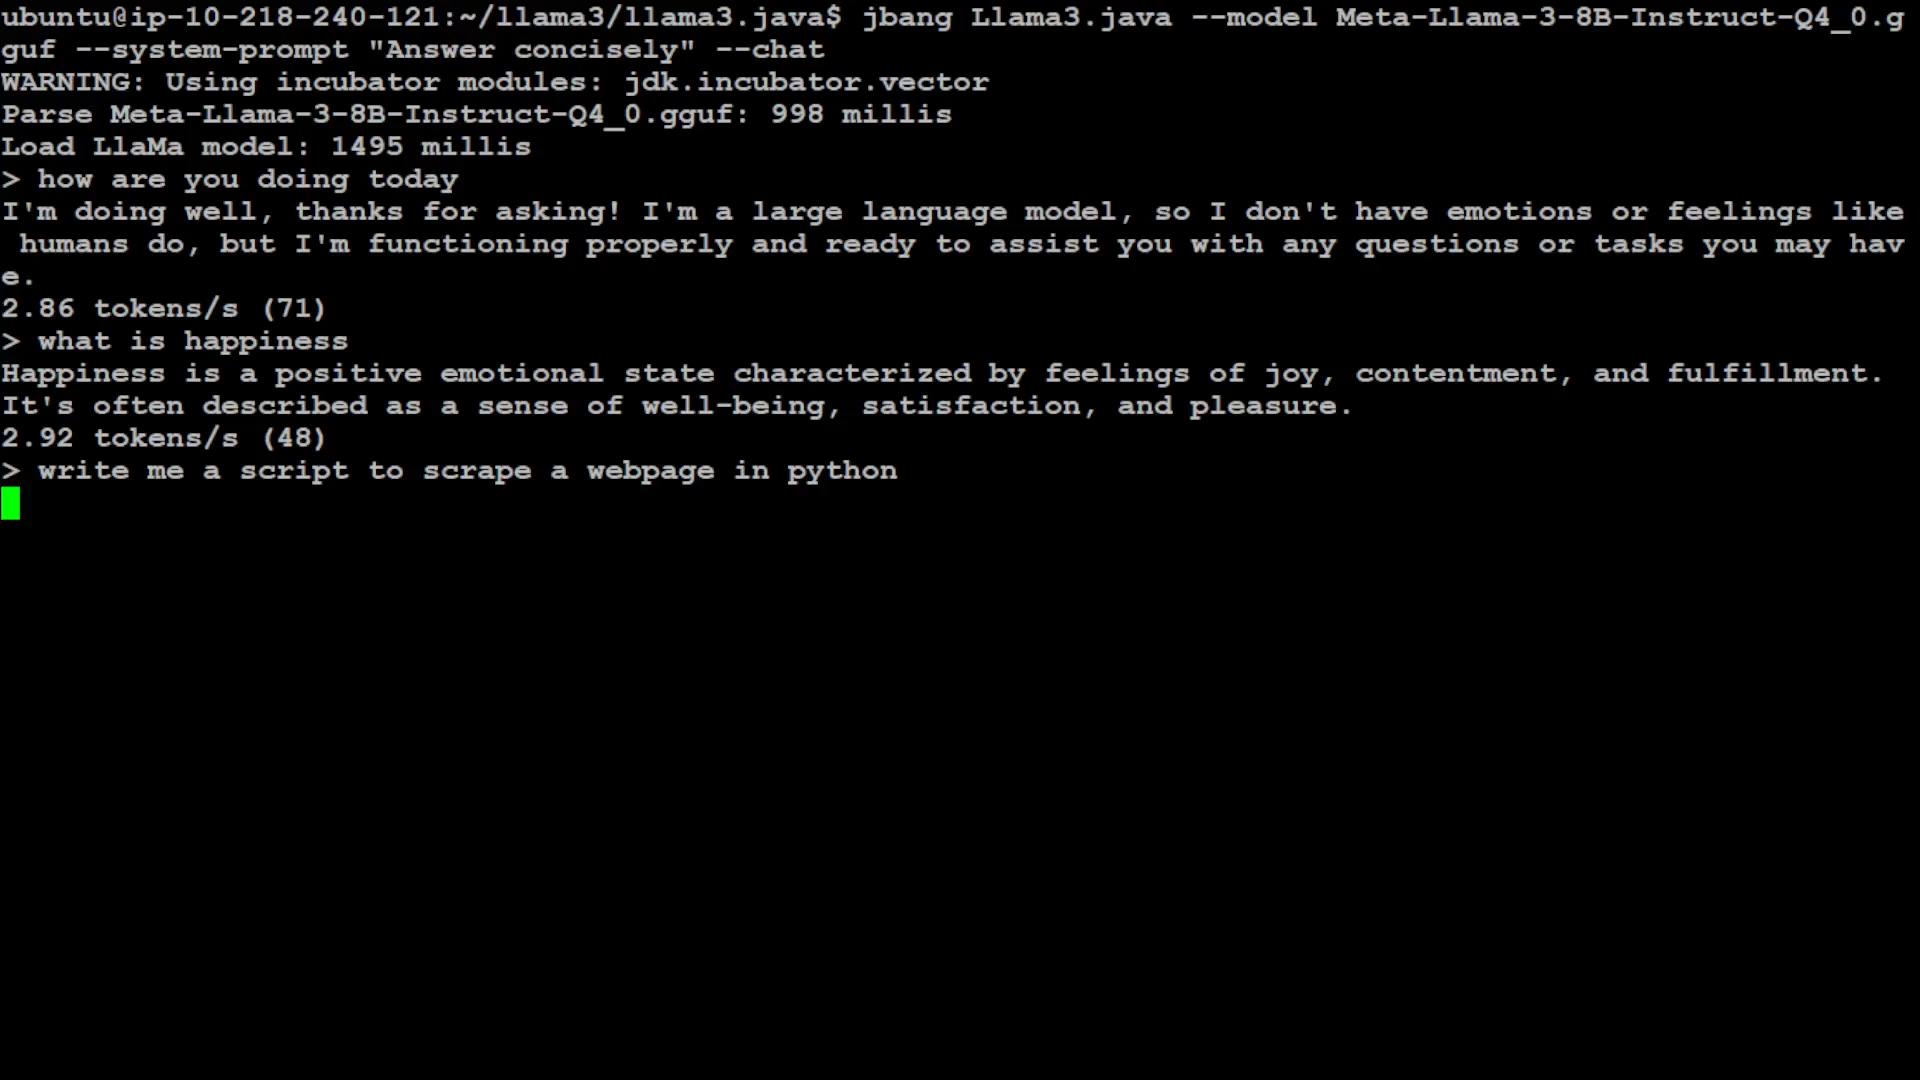 ubuntu@ip-10-218-240-121:~/llama3/llama3.java$ jbang Llama3.java --model Meta-Llama-3-8B-Instruct-Q4_0.g
guf --system-prompt "Answer concisely" --chat
WARNING: Using incubator modules: jdk.incubator.vector
Parse Meta-Llama-3-8B-Instruct-Q4_0.gguf: 998 millis
Load LlaMa model: 1495 millis
> how are you doing today
I'm doing well, thanks for asking! I'm a large language model, so I don't have emotions or feelings like
 humans do, but I'm functioning properly and ready to assist you with any questions or tasks you may hav
e.
2.86 tokens/s (71)
> what is happiness
Happiness is a positive emotional state characterized by feelings of joy, contentment, and fulfillment.
It's often described as a sense of well-being, satisfaction, and pleasure.
2.92 tokens/s (48)
> write me a script to scrape a webpage in python